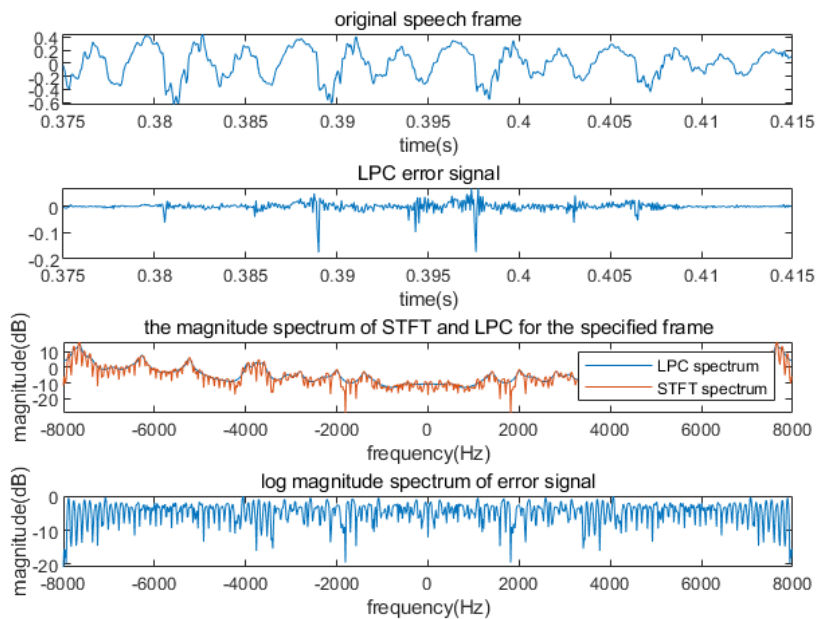 original speech frame
0.4
0.2
0
-0.2
-0.4
-0.6
0.375 0.38 0.385 0.39 0.395 0.4 0.405 0.41 0.415
time(s)
LPC error signal
0
-0.1
-0.2
0.375 0.38 0.385 0.39 0.395 0.4 0.405 0.41 0.415
time(s)
the magnitude spectrum of STFT and LPC for the specified frame
magnitude(dB)
10
0
-10
-20
LPC spectrum
STFT spectrum
-8000 -6000 -4000 -2000 0 2000 4000 6000 8000
frequency(Hz)
log magnitude spectrum of error signal
magnitude(dB)
0
-10
-20
-8000 -6000 -4000 -2000 0 2000 4000 6000 8000
frequency(Hz)